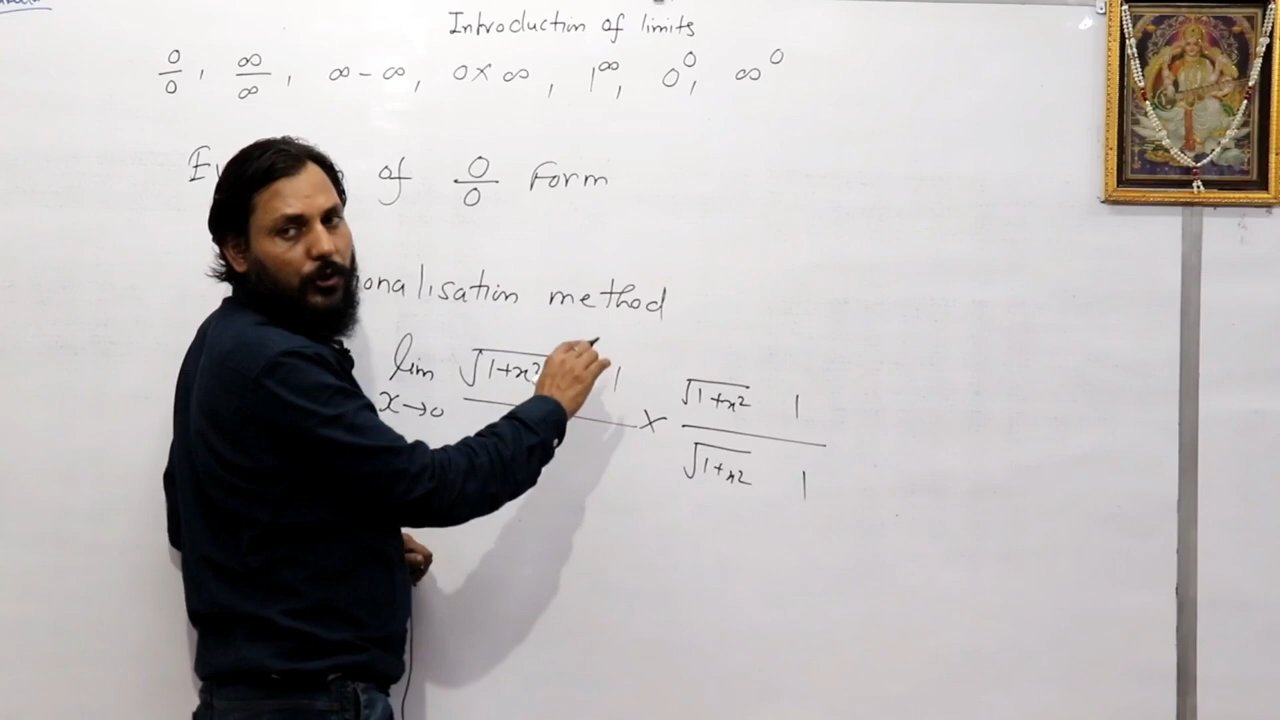 Introduction of limits
0/0, ∞/∞, ∞-∞, 0×∞, 1^∞, 0^0, ∞^0
of 0/0 Form
onalisation method
lim x→0 √1+x² 1 × √1+x² 1 / √1+x² 1